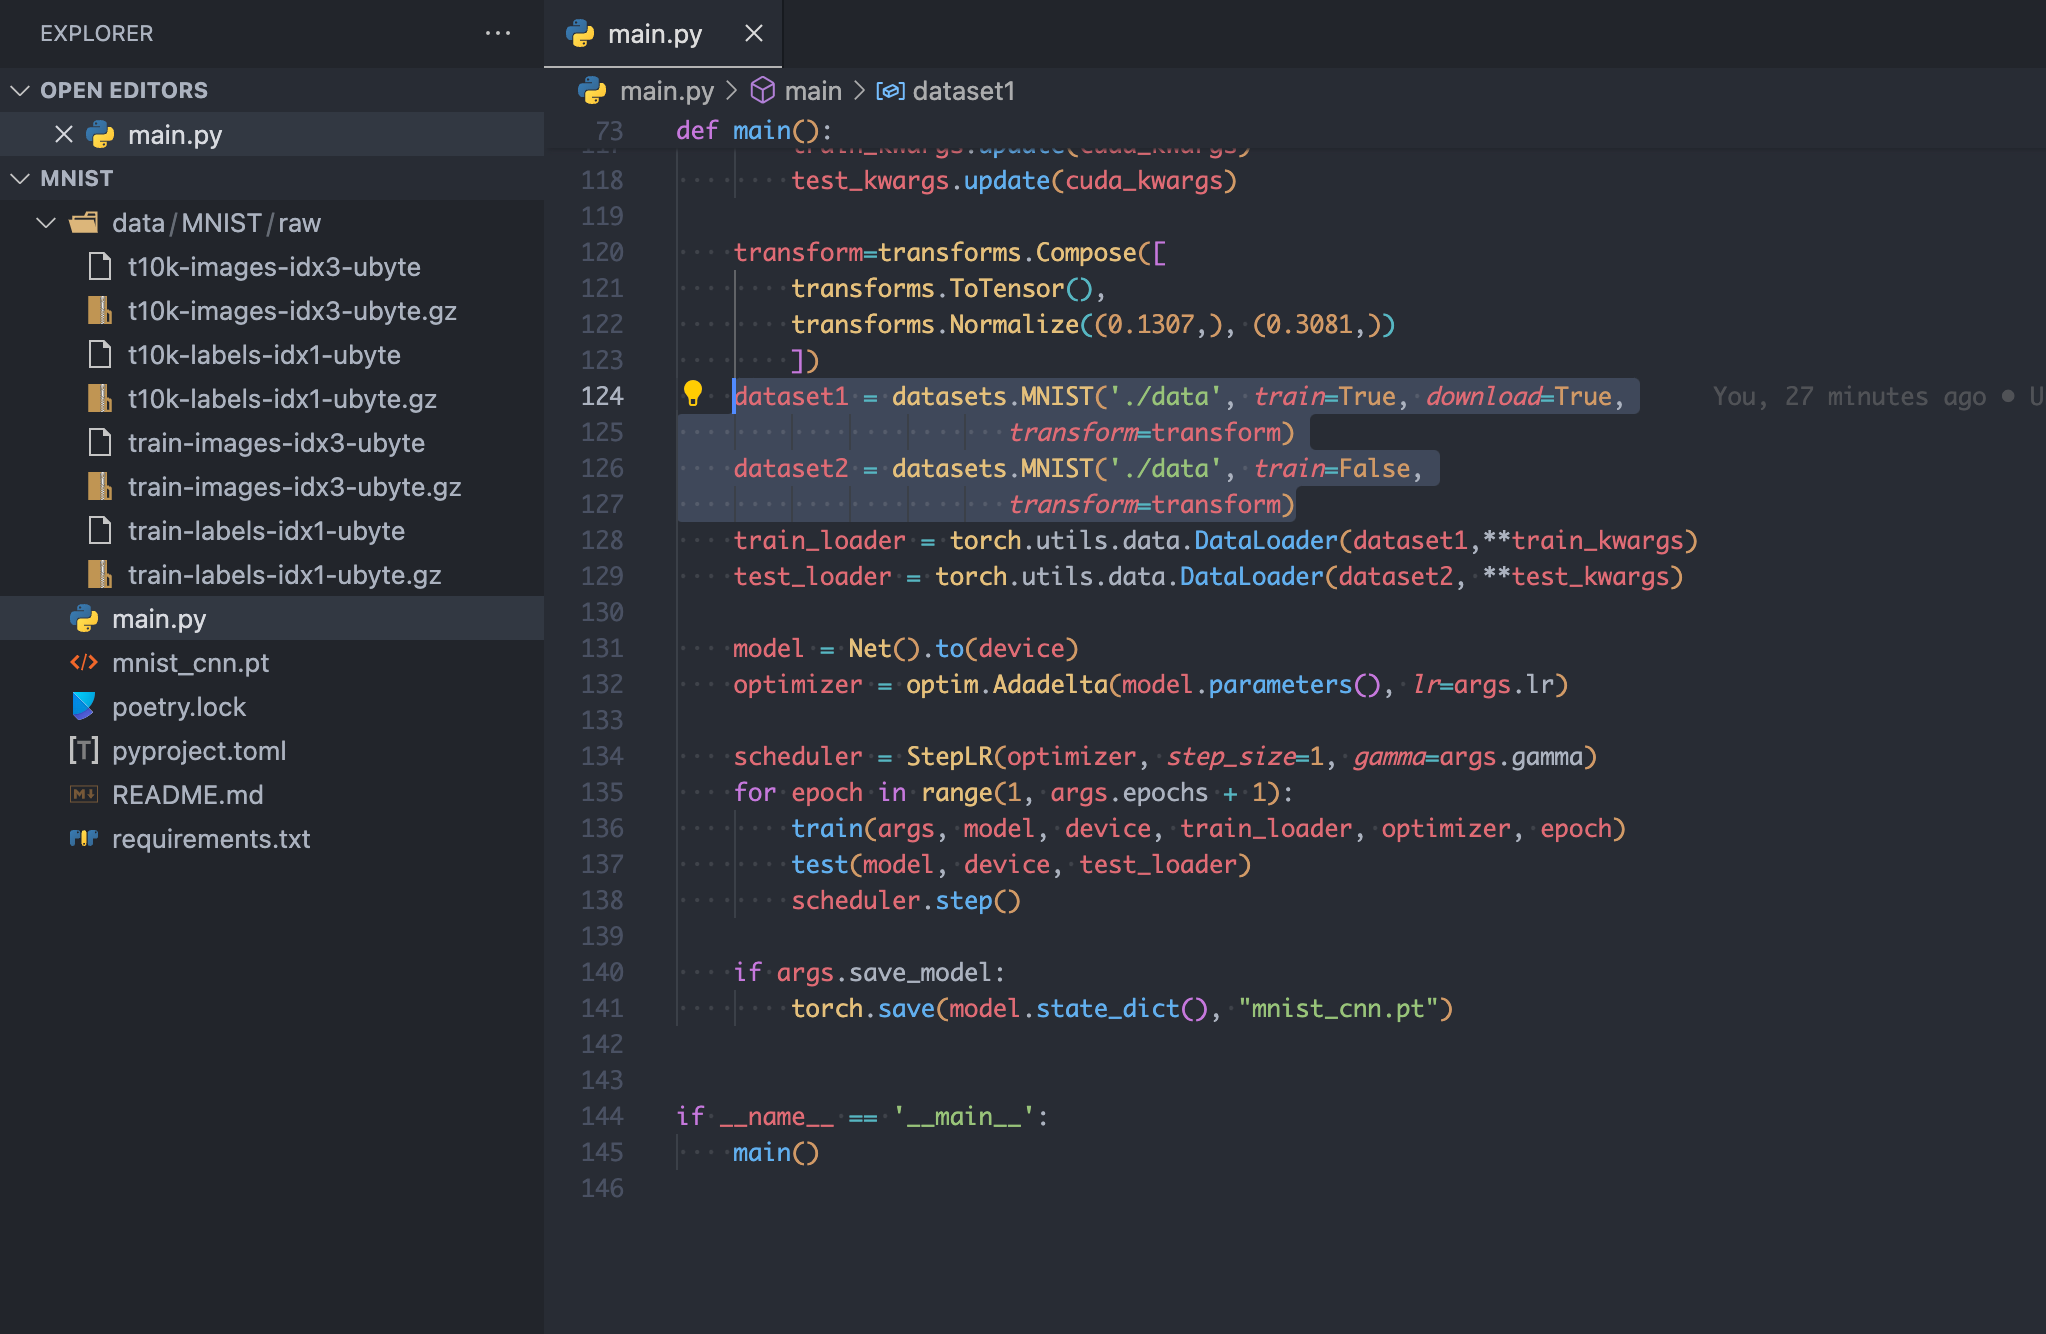 EXPLORER
OPEN EDITORS
main.py
MNIST
data/MNIST/raw
t10k-images-idx3-ubyte
t10k-images-idx3-ubyte.gz
t10k-labels-idx1-ubyte
t10k-labels-idx1-ubyte.gz
train-images-idx3-ubyte
train-images-idx3-ubyte.gz
train-labels-idx1-ubyte
train-labels-idx1-ubyte.gz
main.py
mnist_cnn.pt
poetry.lock
[T] pyproject.toml
README.md
requirements.txt
main.py
main.py > main > dataset1
73 def main():
117 train_kwargs.update(cuda_kwargs)
118 test_kwargs.update(cuda_kwargs)
119
120 transform=transforms.Compose([
121 transforms.ToTensor(),
122 transforms.Normalize((0.1307,), (0.3081,))
123 ])
124 dataset1 = datasets.MNIST('./data', train=True, download=True, You, 27 minutes ago • U
125 transform=transform)
126 dataset2 = datasets.MNIST('./data', train=False,
127 transform=transform)
128 train_loader = torch.utils.data.DataLoader(dataset1,**train_kwargs)
129 test_loader = torch.utils.data.DataLoader(dataset2, **test_kwargs)
130
131 model = Net().to(device)
132 optimizer = optim.Adadelta(model.parameters(), lr=args.lr)
133
134 scheduler = StepLR(optimizer, step_size=1, gamma=args.gamma)
135 for epoch in range(1, args.epochs + 1):
136 train(args, model, device, train_loader, optimizer, epoch)
137 test(model, device, test_loader)
138 scheduler.step()
139
140 if args.save_model:
141 torch.save(model.state_dict(), "mnist_cnn.pt")
142
143
144 if __name__ == '__main__':
145 main()
146